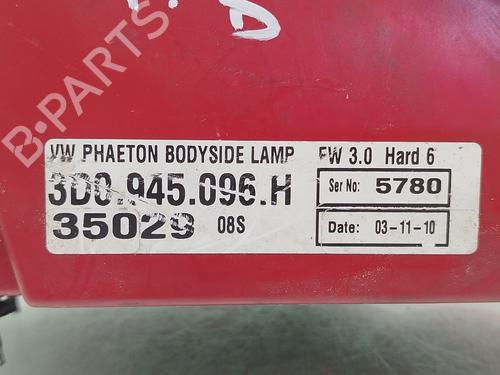 B-PARTS
VW PHAETON BODYSIDE LAMP FW 3.0 Hard 6
3D0.945.096.H Ser No: 5780
35029 08S Date: 03-11-10